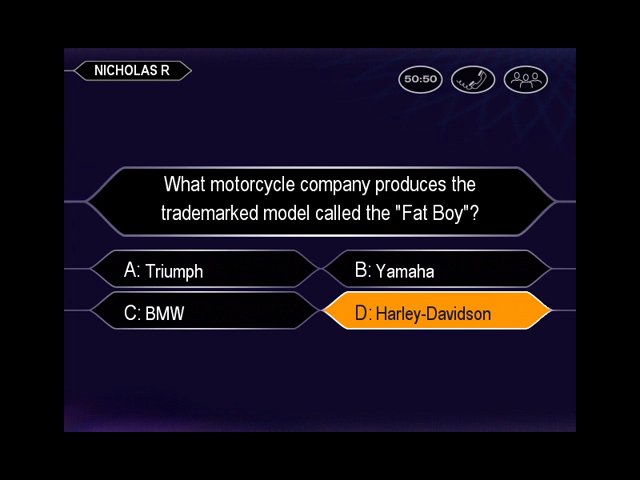 NICHOLAS R
50:50
What motorcycle company produces the
trademarked model called the "Fat Boy"?
A: Triumph
B: Yamaha
C: BMW
D: Harley-Davidson